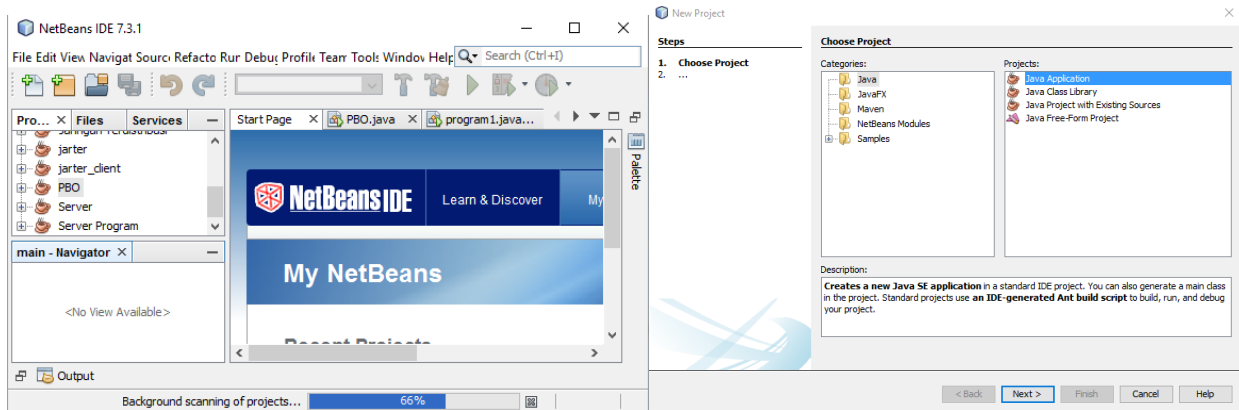 NetBeans IDE 7.3.1
File Edit View Navigat Sourc Refacto Run Debug Profile Team Tools Window Help Search (Ctrl+I)
Pro... Files Services
Start Page PBO.java program1.java...
jarter
jarter_client
PBO
Server
Server Program
Palette
NetBeans IDE Learn & Discover My
My NetBeans
main - Navigator
<No View Available>
Recent Projects
Output
Background scanning of projects... 66%
New Project
Steps
1. Choose Project
2. ...
Choose Project
Categories:
Java
JavaFX
Maven
NetBeans Modules
Samples
Projects:
Java Application
Java Class Library
Java Project with Existing Sources
Java Free-Form Project
Description:
Creates a new Java SE application in a standard IDE project. You can also generate a main class
in the project. Standard projects use an IDE-generated Ant build script to build, run, and debug
your project.
< Back Next > Finish Cancel Help